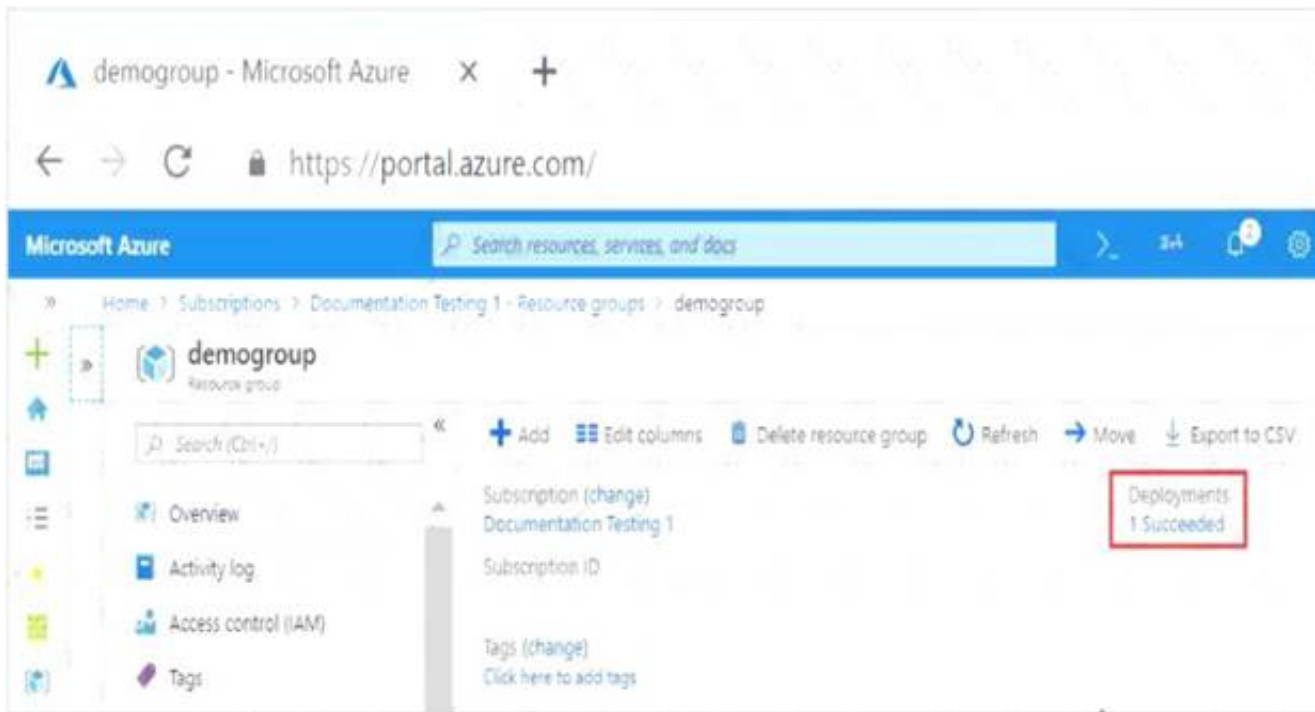 demogroup - Microsoft Azure
https://portal.azure.com/
Microsoft Azure
Search resources, services, and docs
2
Home > Subscriptions > Documentation Testing 1 - Resource groups > demogroup
demogroup
Resource group
Search (Ctrl+/)
Add
Edit columns
Delete resource group
Refresh
Move
Export to CSV
Overview
Activity log
Access control (IAM)
Tags
Subscription (change)
Documentation Testing 1
Subscription ID
Tags (change)
Click here to add tags
Deployments
1 Succeeded